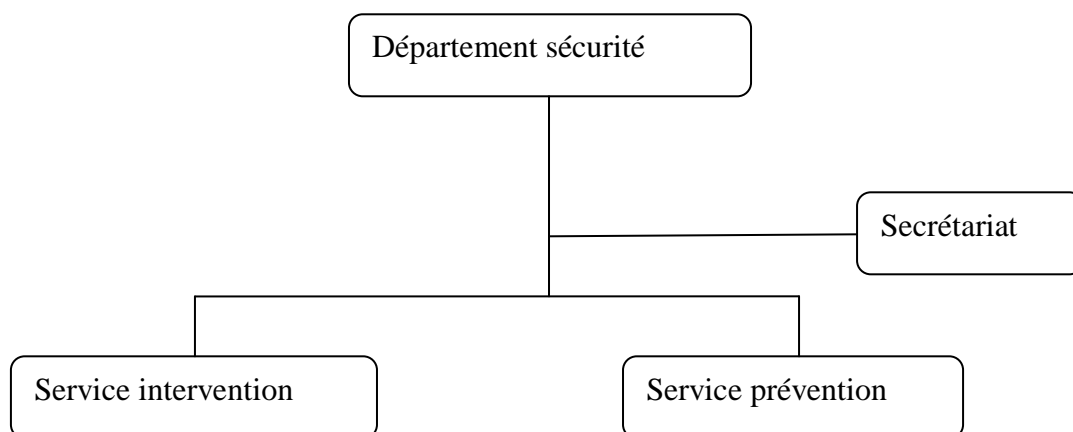 Département sécurité
Secrétariat
Service intervention
Service prévention